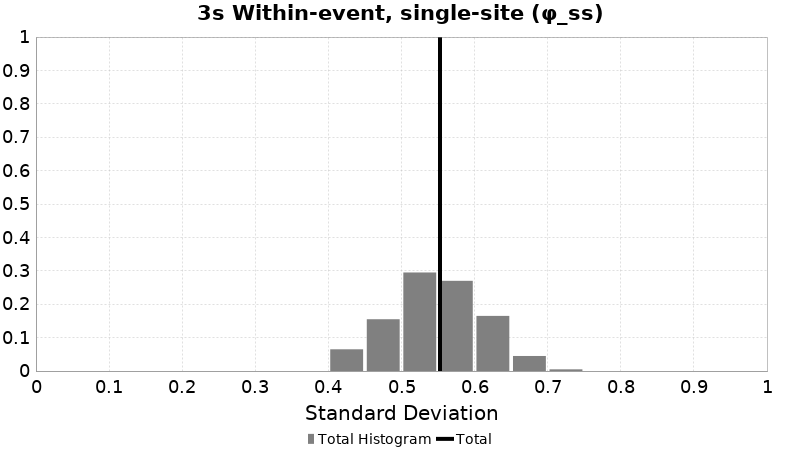 3s Within-event, single-site (φ_ss)
1
0.9
0.8
0.7
0.6
0.5
0.4
0.3
0.2
0.1
0
0 0.1 0.2 0.3 0.4 0.5 0.6 0.7 0.8 0.9 1
Standard Deviation
Total Histogram Total